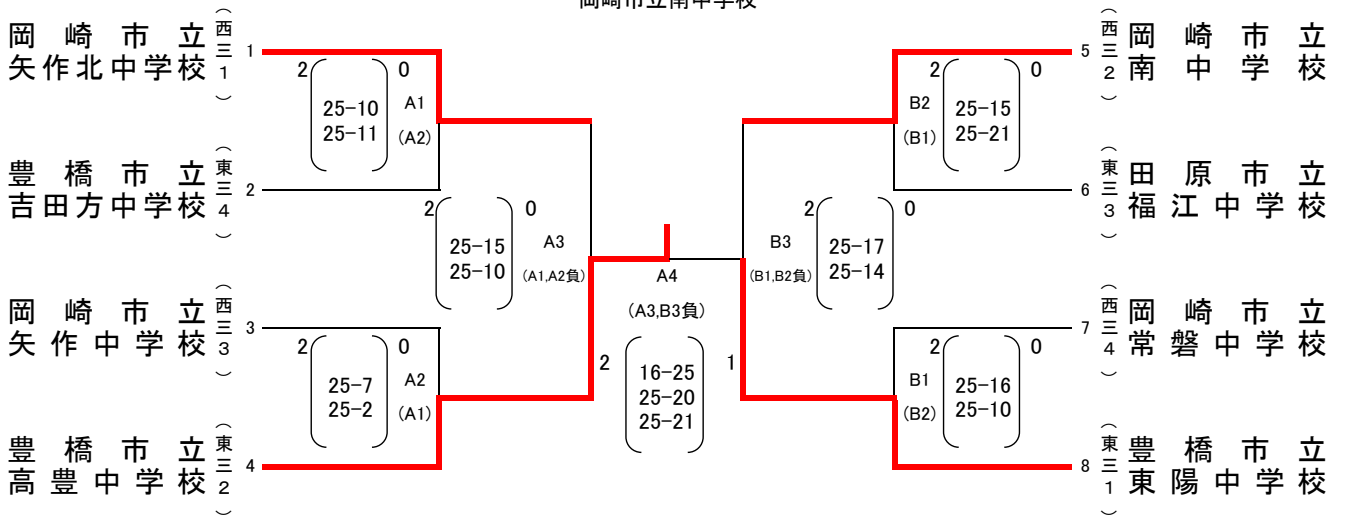 岡崎市立南中学校
岡崎市立
矢作北中学校
(西三1)
1
2 0
25-10
25-11
A1
(A2)
豊橋市立
吉田方中学校
(東三4)
2
2 0
25-15
25-10
A3
(A1,A2負)
岡崎市立
矢作中学校
(西三3)
3
2 0
25-7
25-2
A2
(A1)
豊橋市立
高豊中学校
(東三2)
4
A4
(A3,B3負)
2 1
16-25
25-20
25-21
5
(西三2)
岡崎市立
南中学校
2 0
B2
(B1)
25-15
25-21
6
(東三3)
田原市立
福江中学校
2 0
B3
(B1,B2負)
25-17
25-14
7
(西三4)
岡崎市立
常磐中学校
2 0
B1
(B2)
25-16
25-10
8
(東三1)
豊橋市立
東陽中学校